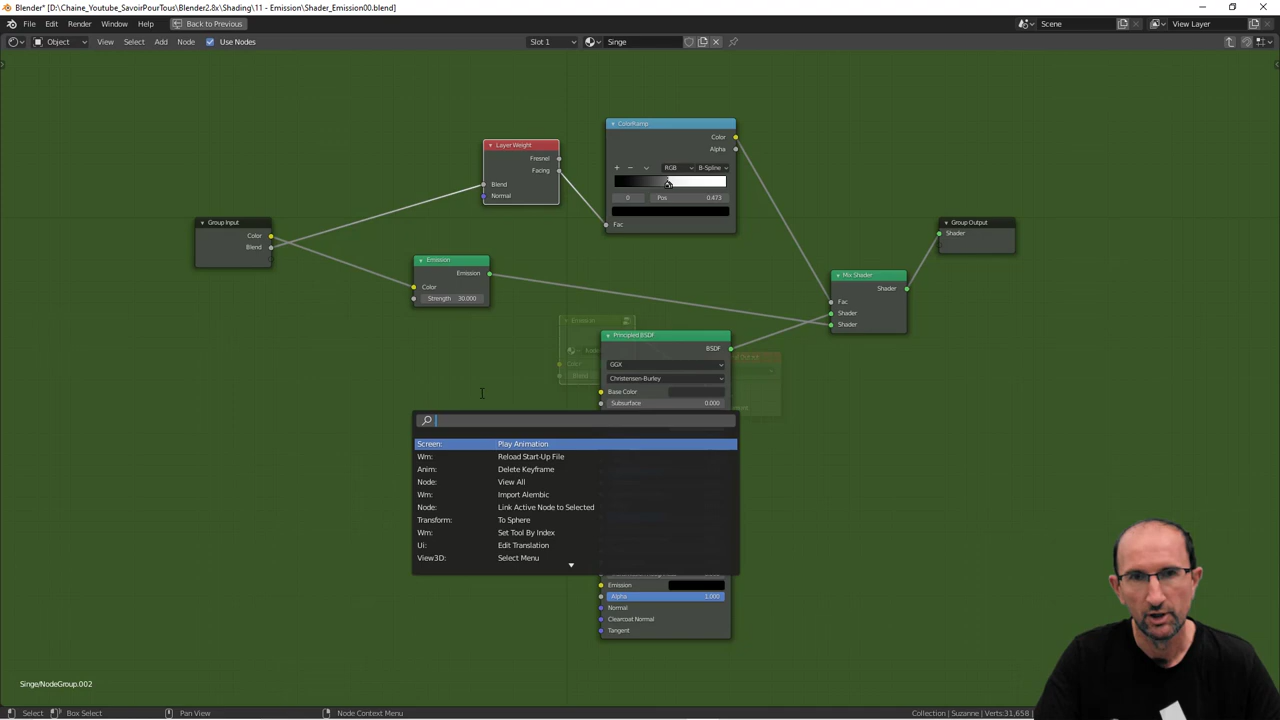 Blender* [D:\Chaine_Youtube_SavoirPourTous\Blender2.8x\Shading\11 - Emission\Shader_Emission00.blend]
File Edit Render Window Help Back to Previous Scene View Layer
Object View Select Add Node Use Nodes Slot 1 Singe
Layer Weight
Fresnel
Facing
Blend
Normal
ColorRamp
Color
Alpha
RGB B-Spline
0 Pos 0.473
Fac
Group Input
Color
Blend
Group Output
Shader
Emission
Emission
Color
Strength 30.000
Mix Shader
Shader
Fac
Shader
Shader
Emission
Color
Principled BSDF
BSDF
GGX
Christensen-Burley
Base Color
Subsurface 0.000
Screen: Play Animation
Wm: Reload Start-Up File
Anim: Delete Keyframe
Node: View All
Wm: Import Alembic
Node: Link Active Node to Selected
Transform: To Sphere
Wm: Set Tool By Index
Ui: Edit Translation
View3D: Select Menu
Emission
Alpha 1.000
Normal
Clearcoat Normal
Tangent
Singe/NodeGroup.002
Select Box Select Pan View Node Context Menu Collection | Suzanne | Verts:31,658